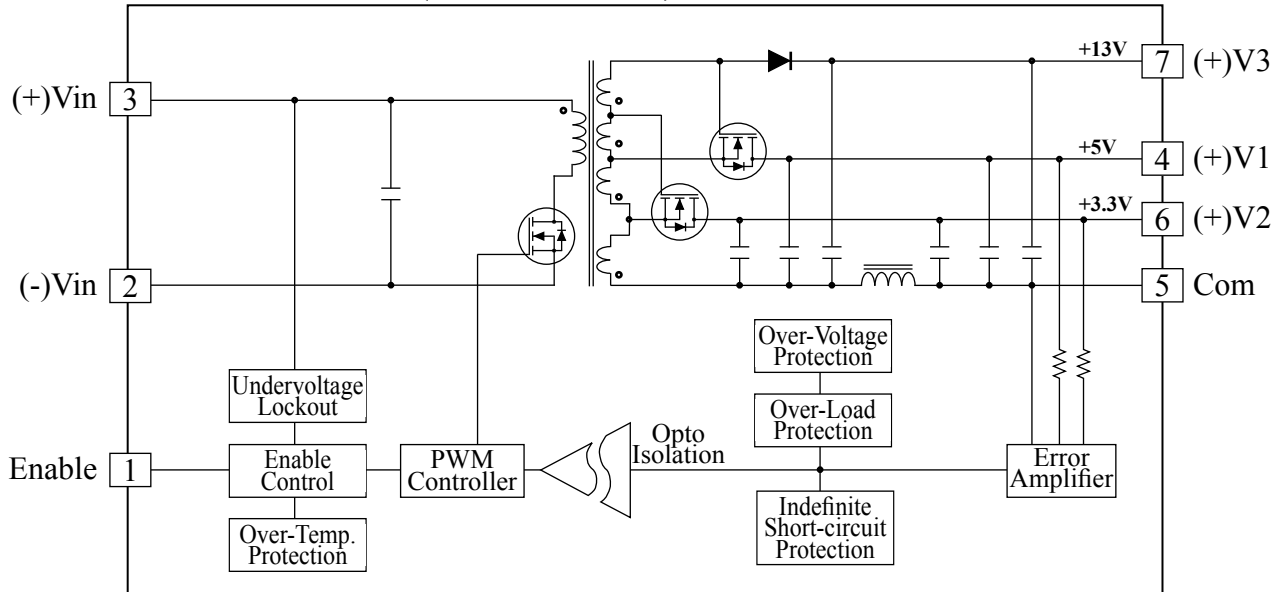 +13V
7 (+)V3
(+)Vin 3
+5V
4 (+)V1
+3.3V
6 (+)V2
(-)Vin 2
5 Com
Over-Voltage
Protection
Undervoltage
Lockout
Over-Load
Protection
Opto
Isolation
Enable 1
Enable
Control
PWM
Controller
Error
Amplifier
Over-Temp.
Protection
Indefinite
Short-circuit
Protection